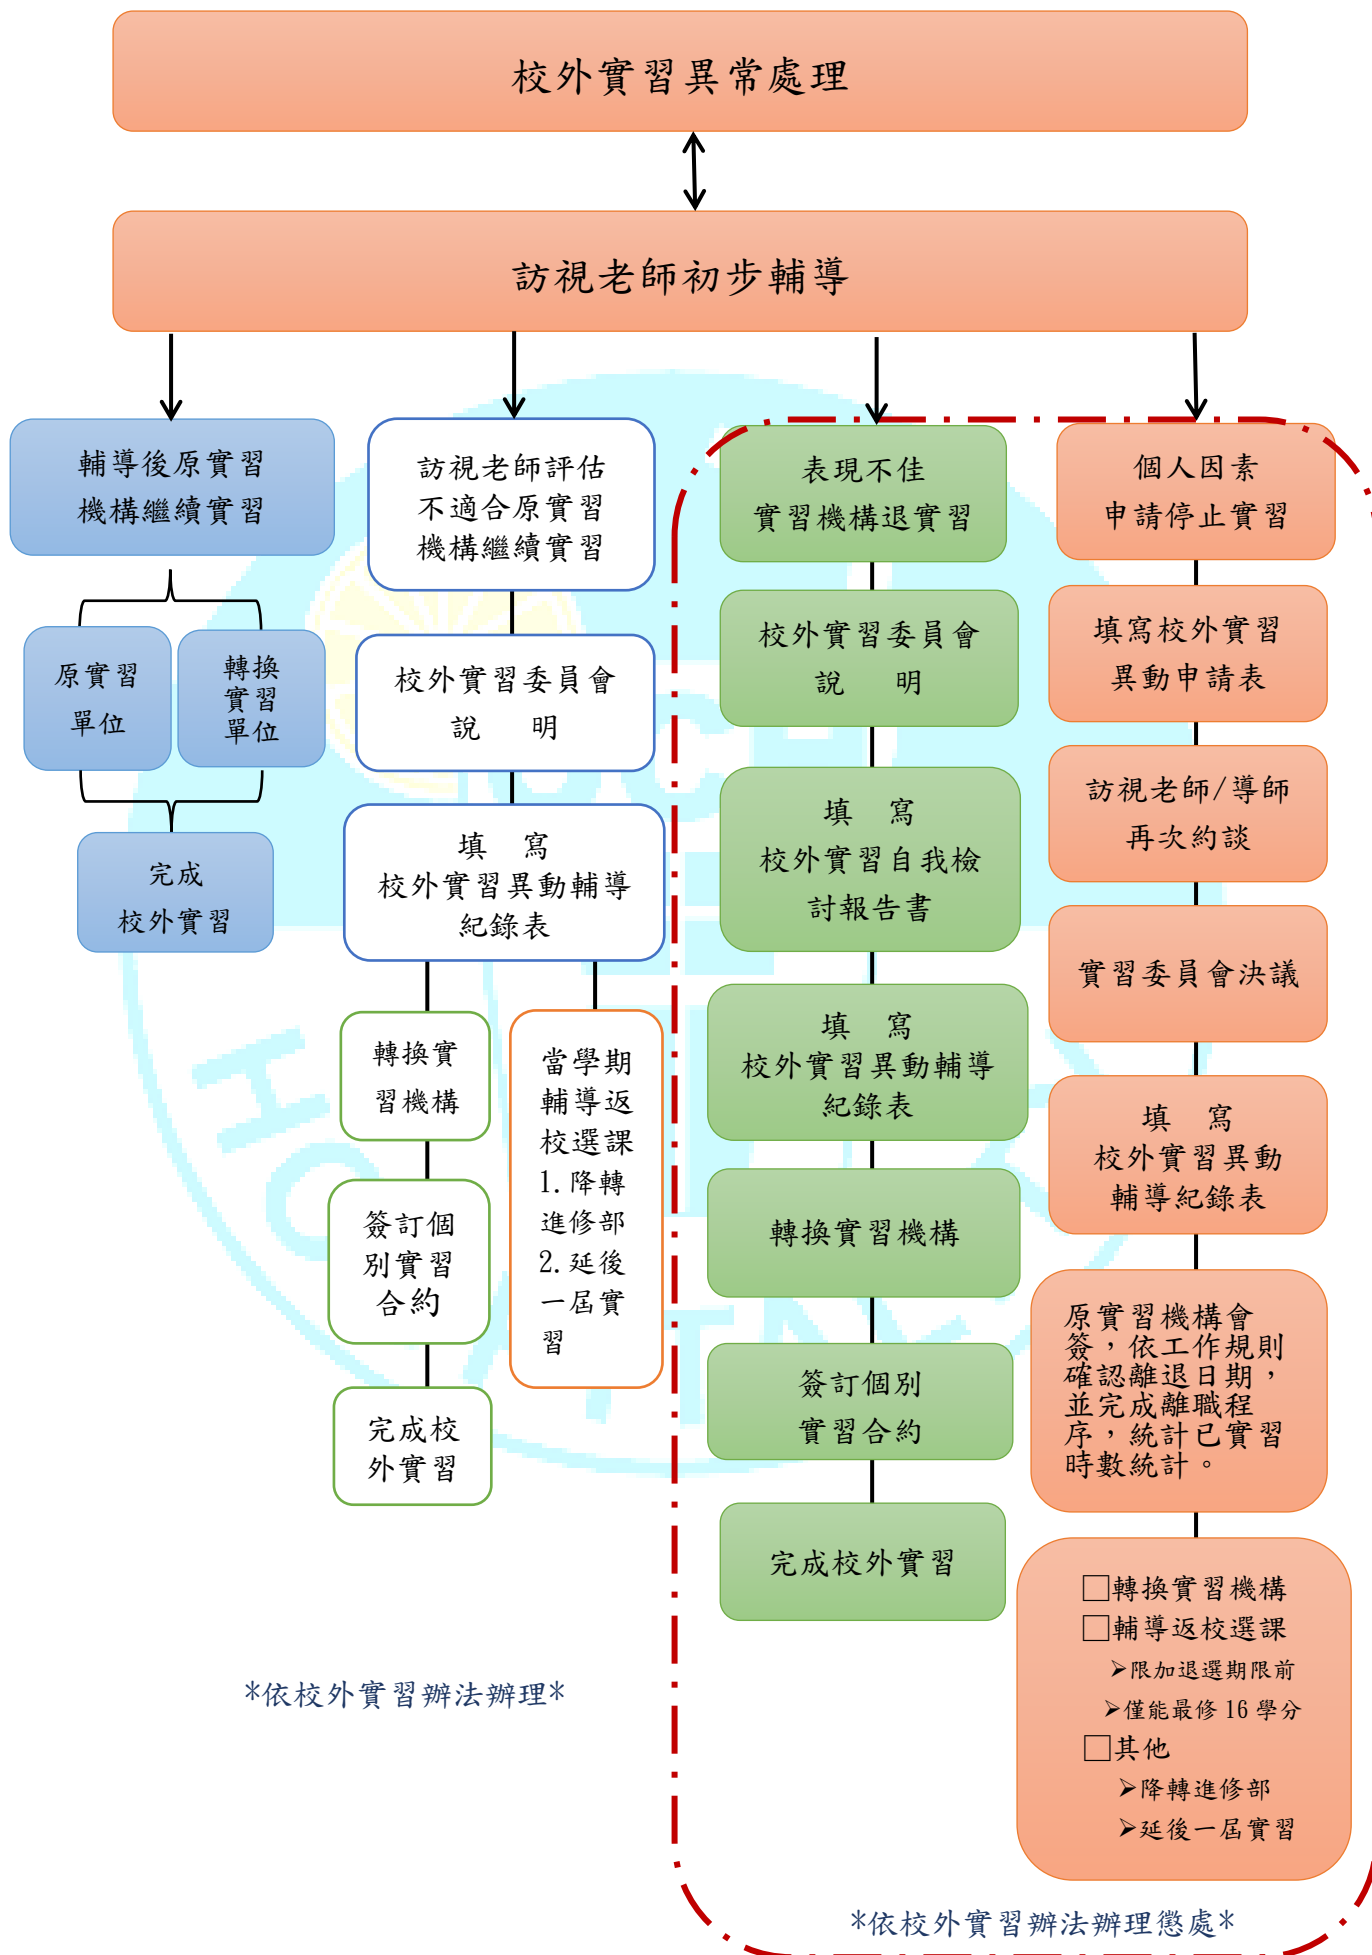 校外實習異常處理
訪視老師初步輔導
輔導後原實習
機構繼續實習
原實習
單位
轉換
實習
單位
完成
校外實習
訪視老師評估
不適合原實習
機構繼續實習
校外實習委員會
說 明
填 寫
校外實習異動輔導
紀錄表
轉換實
習機構
簽訂個
別實習
合約
完成校
外實習
當學期
輔導返
校選課
1.降轉
進修部
2.延後
一屆實
習
表現不佳
實習機構退實習
校外實習委員會
說 明
填 寫
校外實習自我檢
討報告書
填 寫
校外實習異動輔導
紀錄表
轉換實習機構
簽訂個別
實習合約
完成校外實習
個人因素
申請停止實習
填寫校外實習
異動申請表
訪視老師/導師
再次約談
實習委員會決議
填 寫
校外實習異動
輔導紀錄表
原實習機構會
簽，依工作規則
確認離退日期，
並完成離職程
序，統計已實習
時數統計。
□轉換實習機構
□輔導返校選課
➢限加退選期限前
➢僅能最修 16 學分
□其他
➢降轉進修部
➢延後一屆實習
*依校外實習辦法辦理*
*依校外實習辦法辦理懲處*
HO